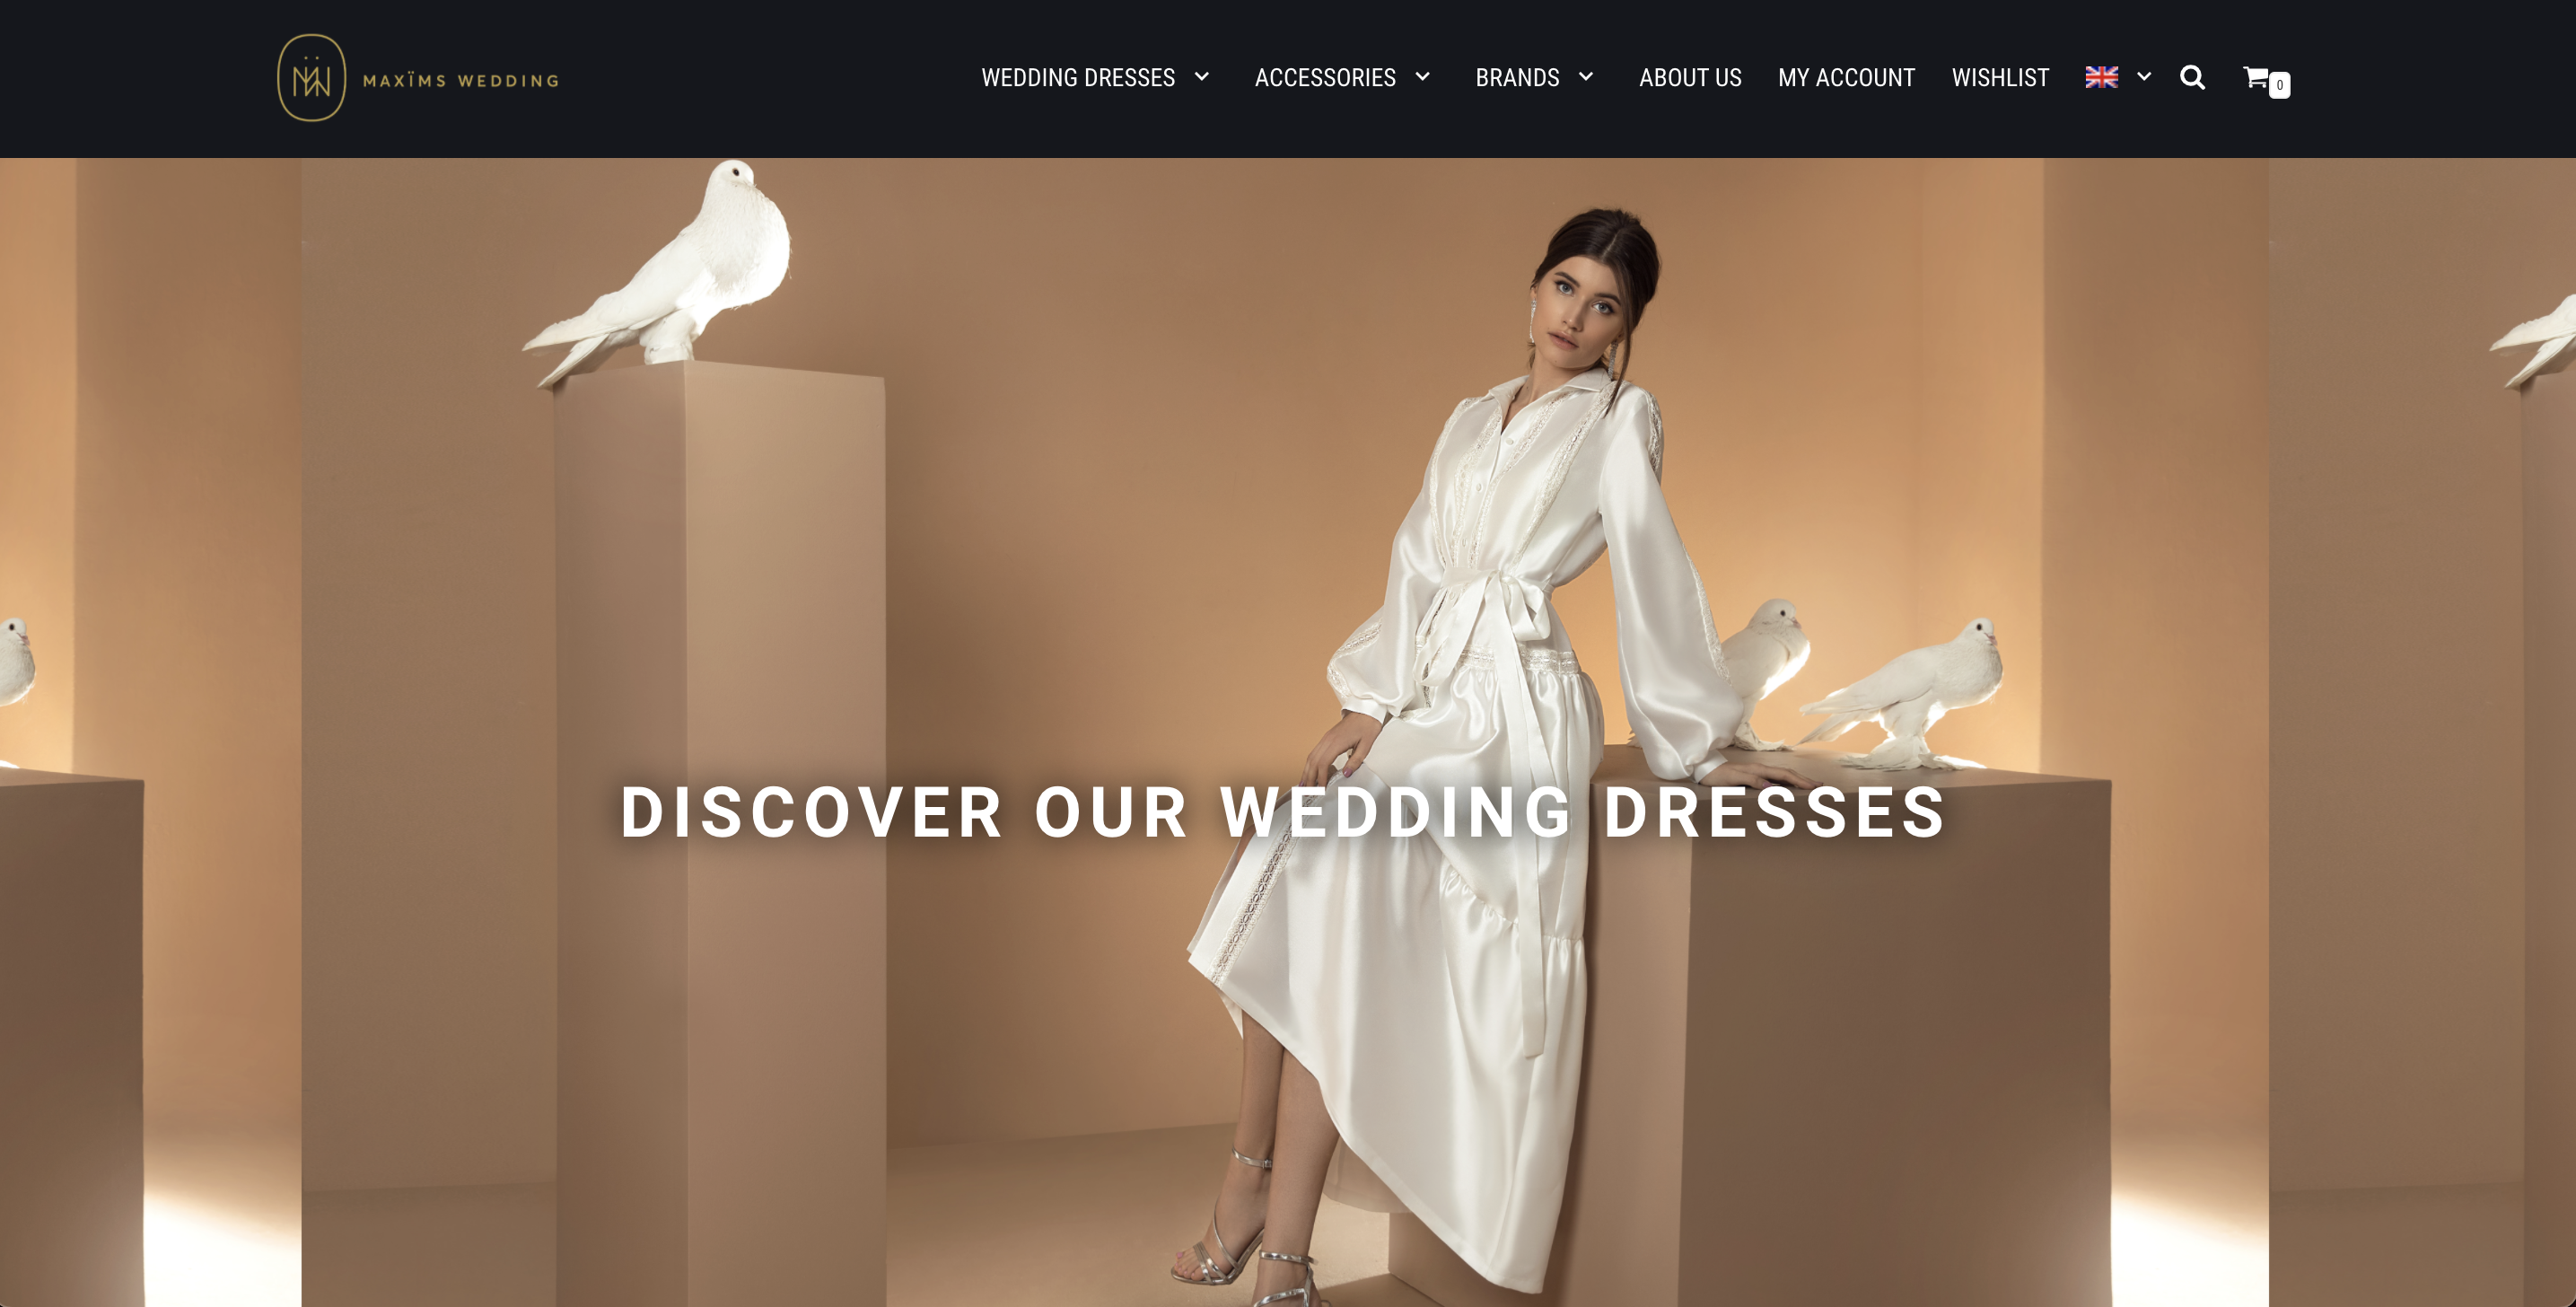 MAXÏMS WEDDING
WEDDING DRESSES ACCESSORIES BRANDS ABOUT US MY ACCOUNT WISHLIST 0
DISCOVER OUR WEDDING DRESSES